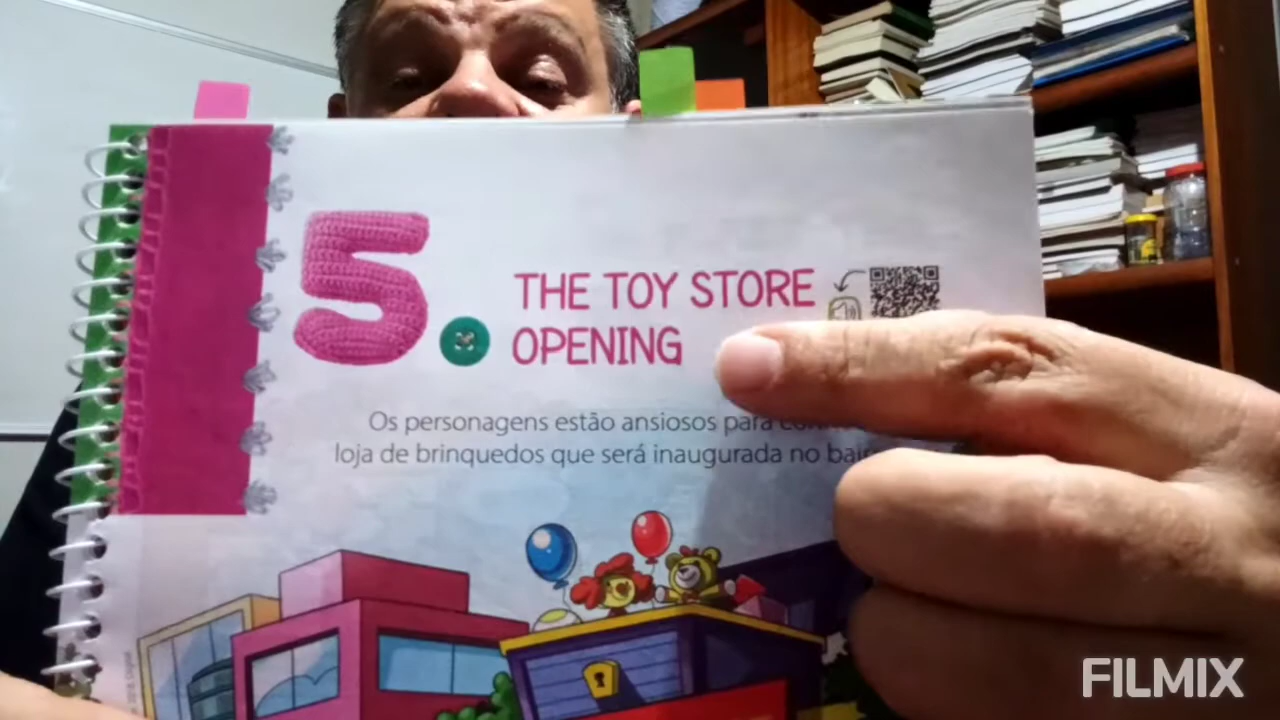 5. THE TOY STORE
OPENING
Os personagens estão ansiosos para
loja de brinquedos que será inaugurada no
FILMIX